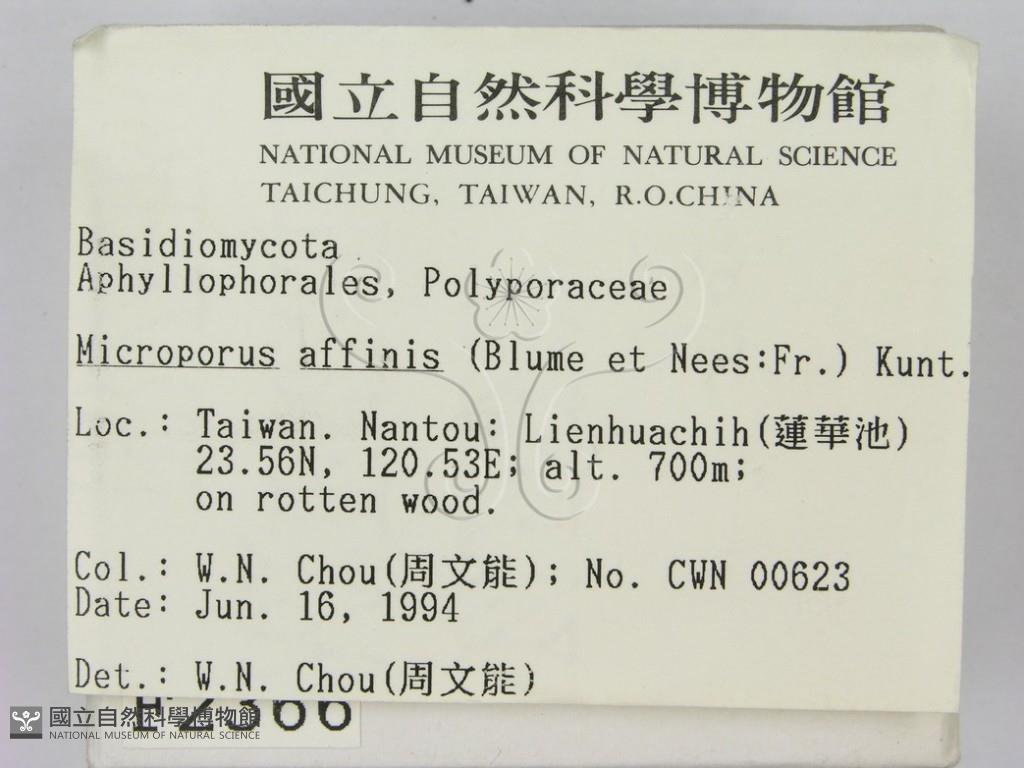 國立自然科學博物館
NATIONAL MUSEUM OF NATURAL SCIENCE
TAICHUNG, TAIWAN, R.O.CHINA
Basidiomycota
Aphyllophorales, Polyporaceae
Microporus affinis (Blume et Nees:Fr.) Kunt.
Loc.: Taiwan. Nantou: Lienhuachih(蓮華池)
23.56N, 120.53E; alt. 700m;
on rotten wood.
Col.: W.N. Chou(周文能); No. CWN 00623
Date: Jun. 16, 1994
Det.: W.N. Chou(周文能)
2366
國立自然科學博物館
NATIONAL MUSEUM OF NATURAL SCIENCE